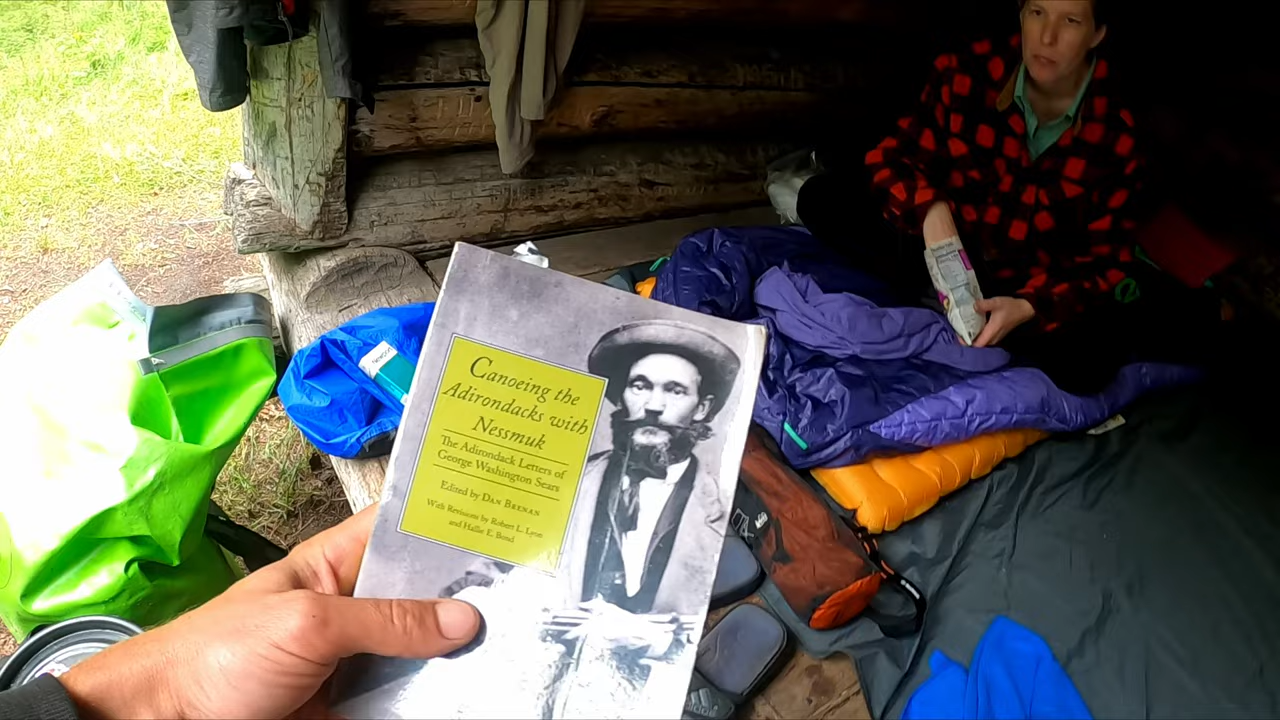 Canoeing the
Adirondacks with
Nessmuk
The Adirondack Letters of
George Washington Sears
Edited by DAN BRENAN
With Revisions by Robert L. Lyon
and Hallie E. Bond
adidas